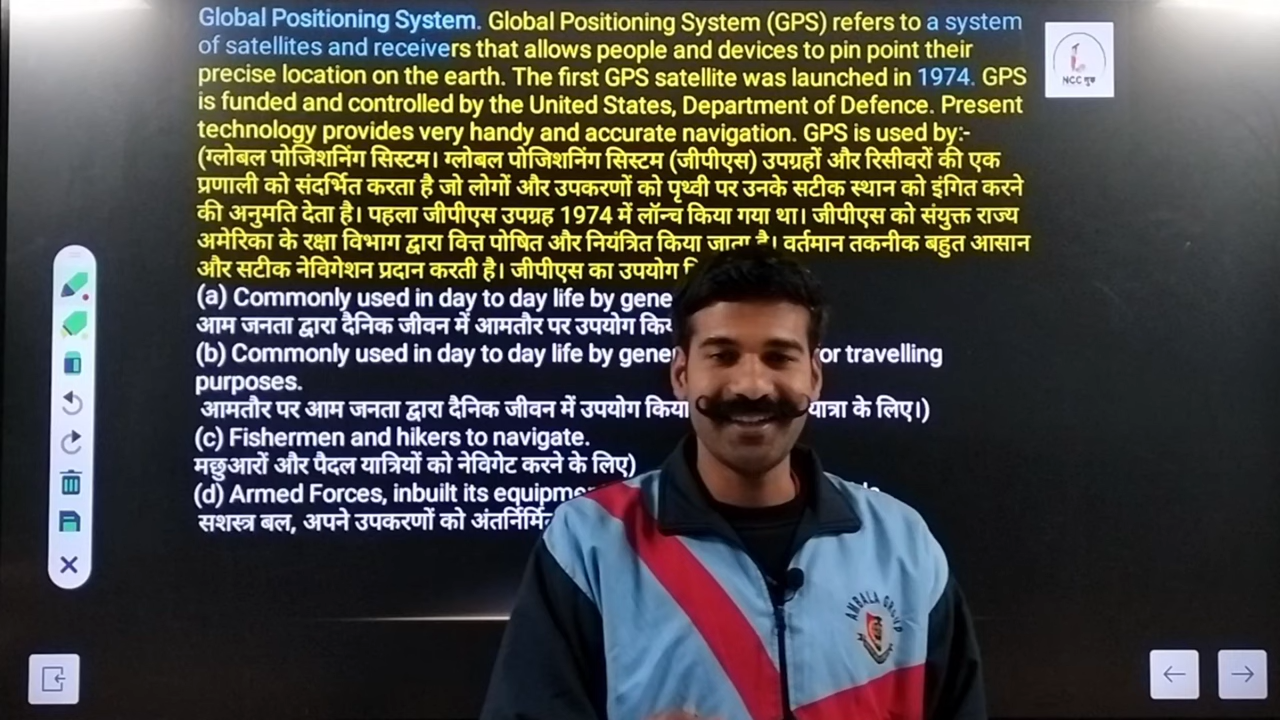 Global Positioning System. Global Positioning System (GPS) refers to a system
of satellites and receivers that allows people and devices to pin point their
precise location on the earth. The first GPS satellite was launched in 1974. GPS
is funded and controlled by the United States, Department of Defence. Present
technology provides very handy and accurate navigation. GPS is used by:-
(ग्लोबल पोजिशनिंग सिस्टम। ग्लोबल पोजिशनिंग सिस्टम (जीपीएस) उपग्रहों और रिसीवरों की एक
प्रणाली को संदर्भित करता है जो लोगों और उपकरणों को पृथ्वी पर उनके सटीक स्थान को इंगित करने
की अनुमति देता है। पहला जीपीएस उपग्रह 1974 में लॉन्च किया गया था। जीपीएस को संयुक्त राज्य
अमेरिका के रक्षा विभाग द्वारा वित्त पोषित और नियंत्रित किया जाता है। वर्तमान तकनीक बहुत आसान
और सटीक नेविगेशन प्रदान करती है। जीपीएस का उपयोग
(a) Commonly used in day to day life by
आम जनता द्वारा दैनिक जीवन में आमतौर पर उपयोग
(b) Commonly used in day to day life by or travelling
purposes.
आमतौर पर आम जनता द्वारा दैनिक जीवन में उपयोग किया यात्रा के लिए।)
(c) Fishermen and hikers to navigate.
मछुआरों और पैदल यात्रियों को नेविगेट करने के लिए)
(d) Armed Forces, inbuilt its
सशस्त्र बल, अपने उपकरणों को
NCC गुरु
AMBALA GROUP